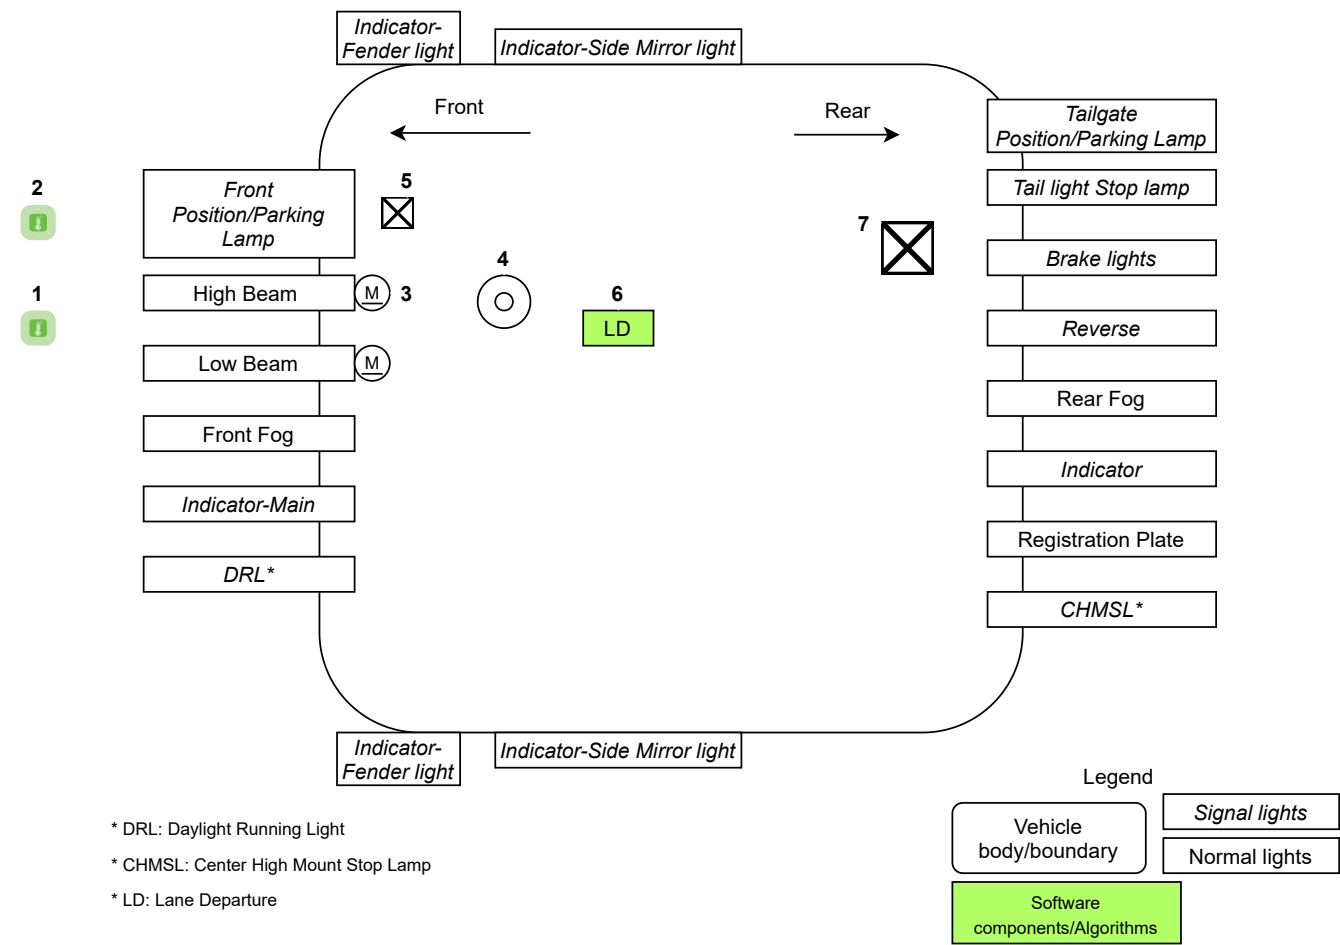 Indicator-
Fender light
Indicator-Side Mirror light
Front
Rear
Tailgate
Position/Parking Lamp
2
Front
Position/Parking
Lamp
5
Tail light Stop lamp
7
Brake lights
4
1
High Beam
M
3
6
LD
Reverse
Low Beam
M
Rear Fog
Front Fog
Indicator
Indicator-Main
Registration Plate
DRL*
CHMSL*
Indicator-
Fender light
Indicator-Side Mirror light
Legend
* DRL: Daylight Running Light
* CHMSL: Center High Mount Stop Lamp
* LD: Lane Departure
Vehicle
body/boundary
Signal lights
Normal lights
Software
components/Algorithms